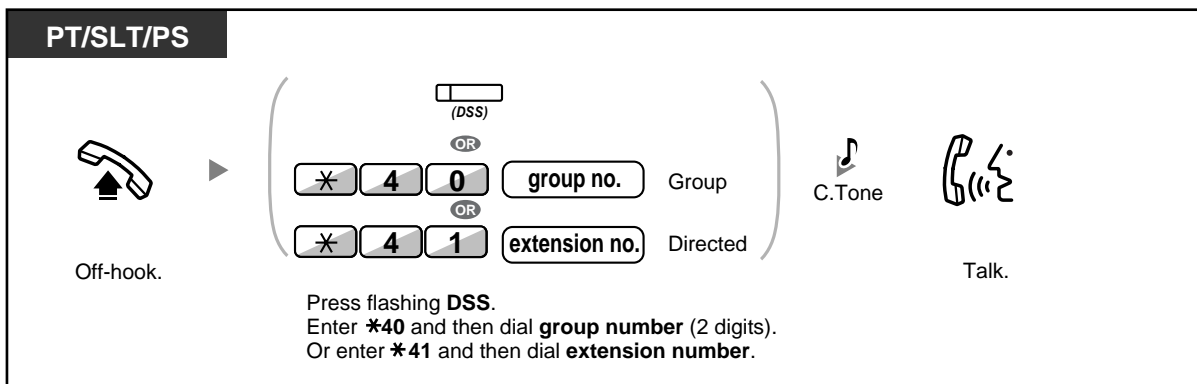 PT/SLT/PS
(DSS)
OR
* 4 0 group no. Group
OR
* 4 1 extension no. Directed
C.Tone
Off-hook.
Talk.
Press flashing DSS.
Enter *40 and then dial group number (2 digits).
Or enter *41 and then dial extension number.